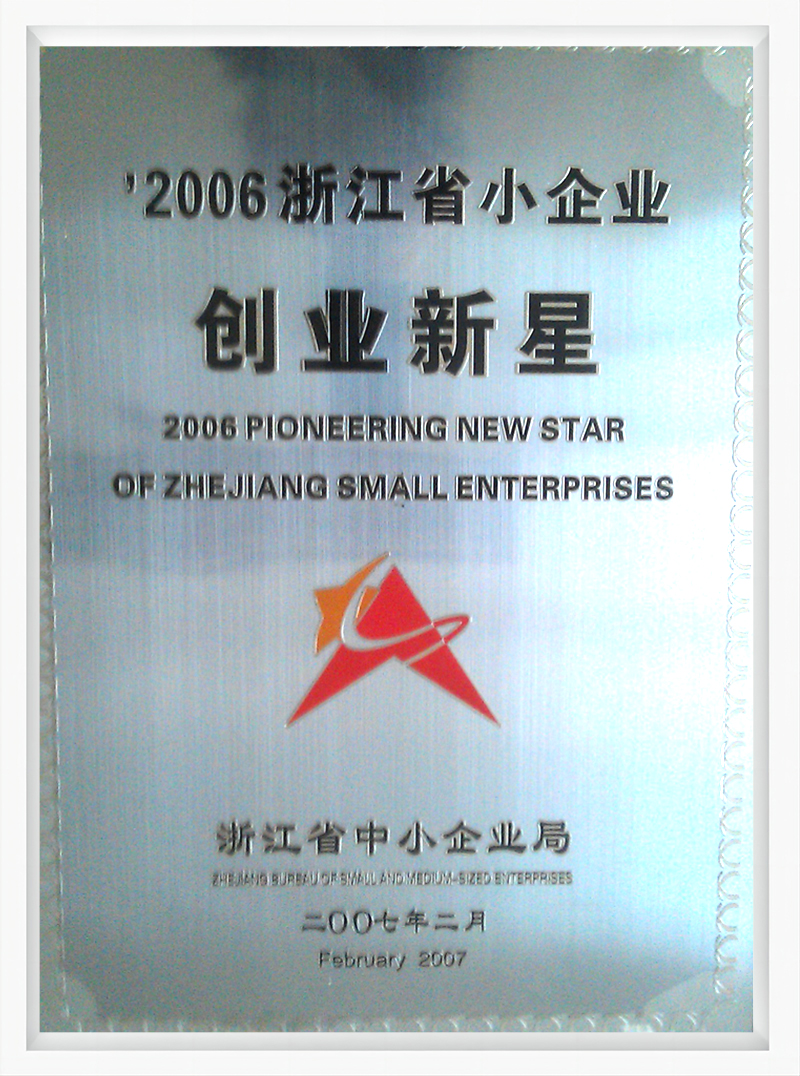 '2006浙江省小企业
创业新星
2006 PIONEERING NEW STAR
OF ZHEJIANG SMALL ENTERPRISES
浙江省中小企业局
ZHEJIANG BUREAU OF SMALL AND MEDIUM-SIZED ENTERPRISES
二〇〇七年二月
February 2007